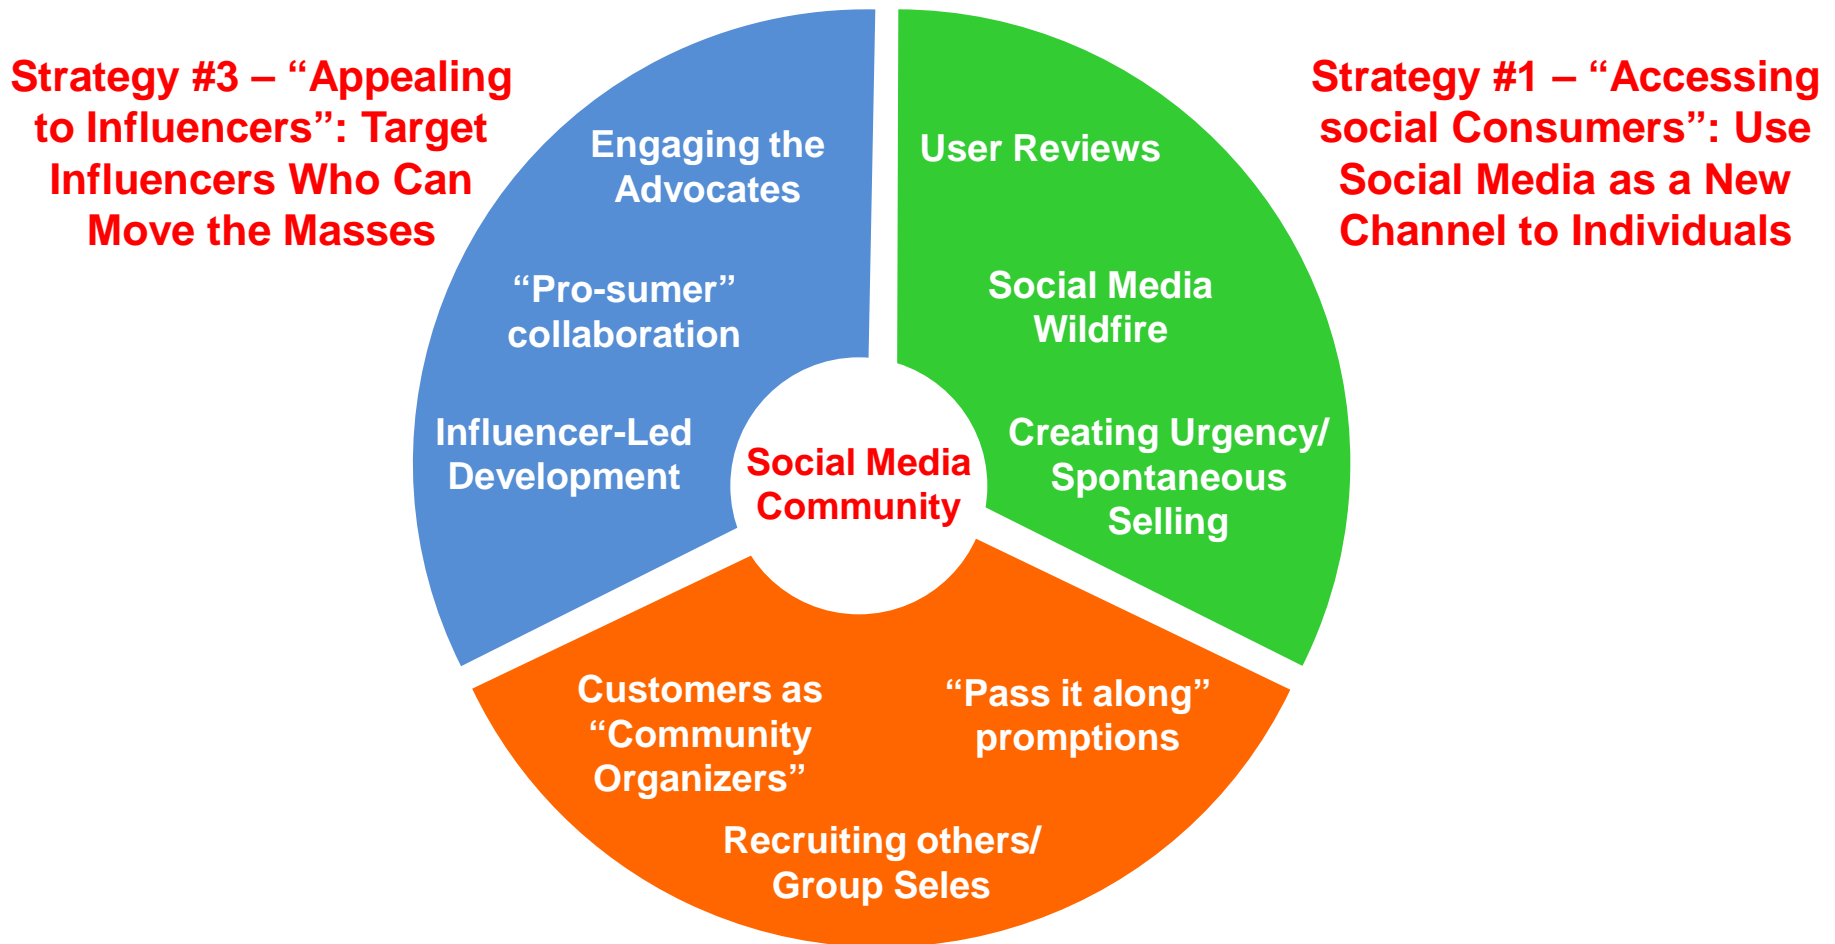 Strategy #3 – “Appealing
to Influencers”: Target
Influencers Who Can
Move the Masses
Strategy #1 – “Accessing
social Consumers”: Use
Social Media as a New
Channel to Individuals
Engaging the
Advocates
“Pro-sumer”
collaboration
Influencer-Led
Development
User Reviews
Social Media
Wildfire
Creating Urgency/
Spontaneous
Selling
Social Media
Community
Customers as
“Community
Organizers”
“Pass it along”
promptions
Recruiting others/
Group Seles